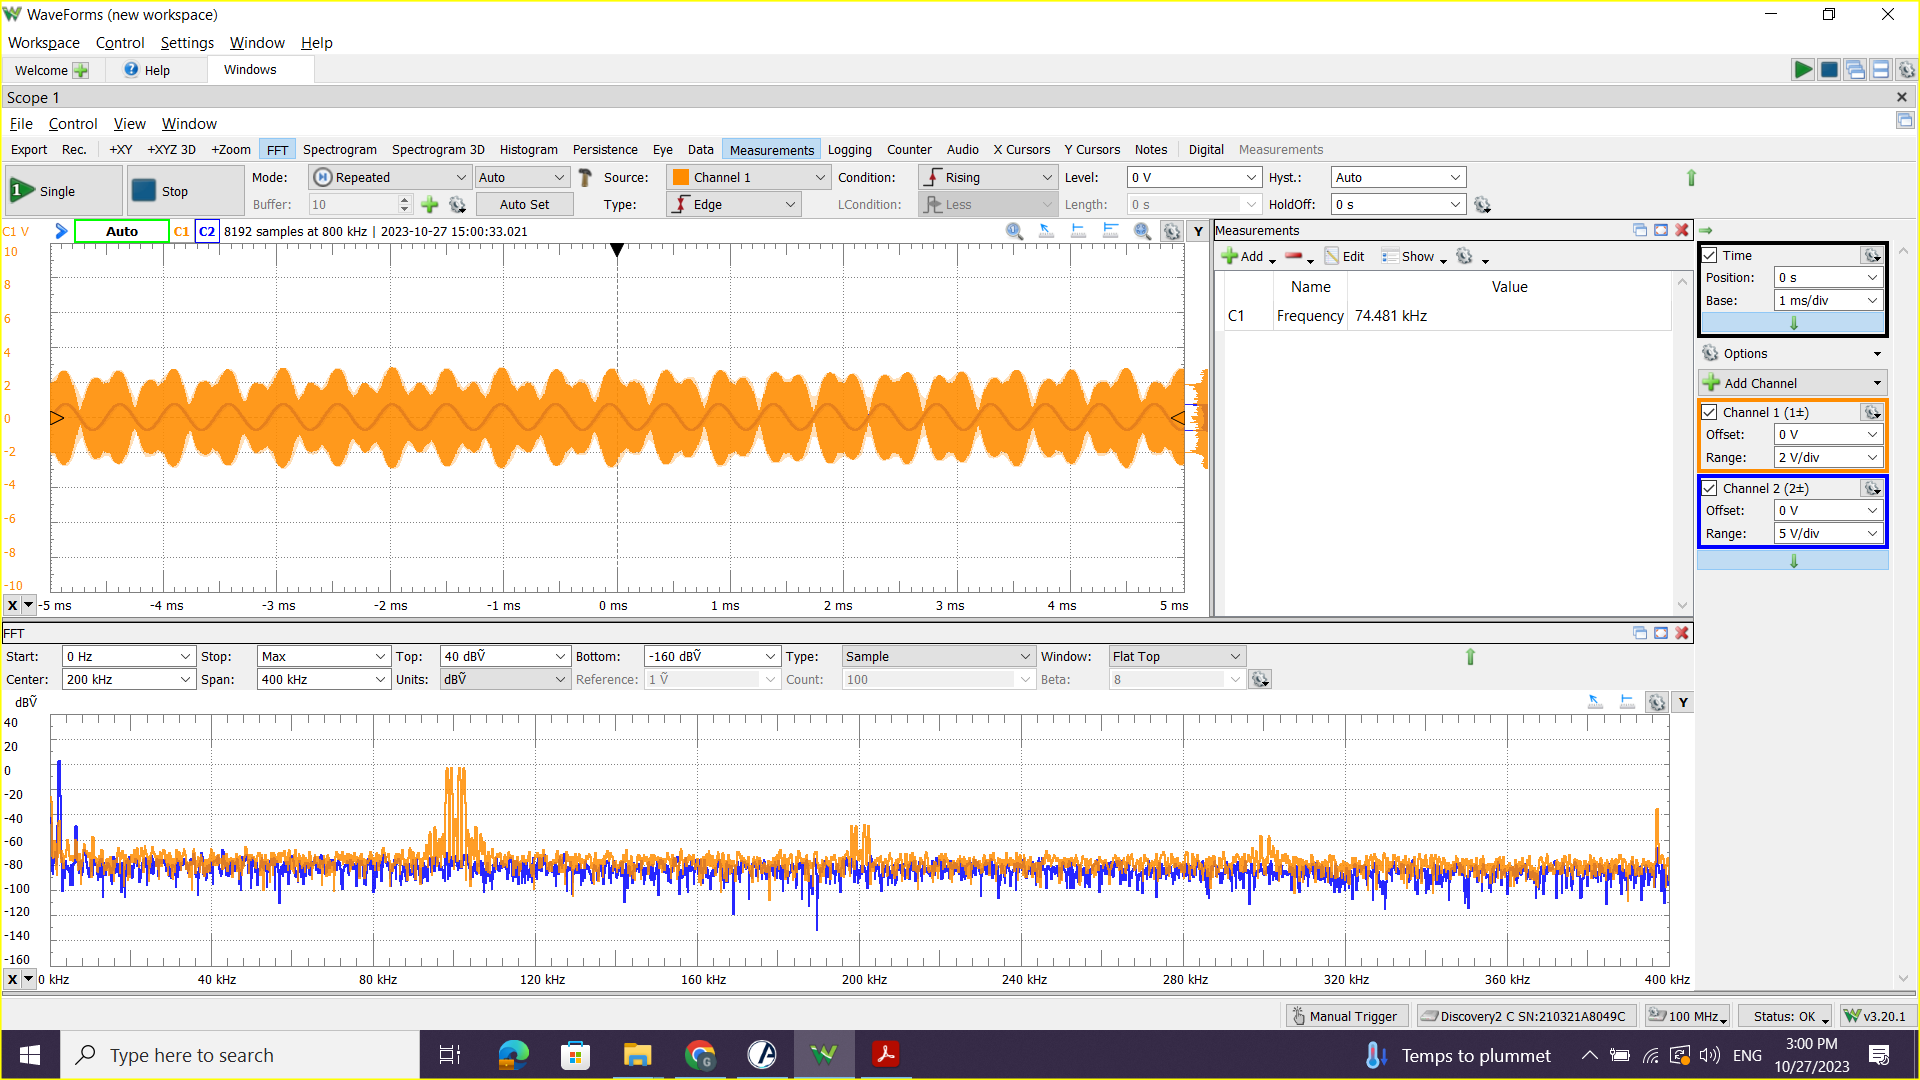 WaveForms (new workspace)
Workspace Control Settings Window Help
Welcome Help Windows
Scope 1
File Control View Window
Export Rec. +XY +XYZ 3D +Zoom FFT Spectrogram Spectrogram 3D Histogram Persistence Eye Data Measurements Logging Counter Audio X Cursors Y Cursors Notes Digital Measurements
1 Single Stop Mode: Repeated Auto Source: Channel 1 Condition: Rising Level: 0 V Hyst.: Auto
Buffer: 10 Auto Set Type: Edge LCondition: Less Length: 0 s HoldOff: 0 s
C1 V Auto C1 C2 8192 samples at 800 kHz | 2023-10-27 15:00:33.021 Y
10
8
6
4
2
0
-2
-4
-6
-8
-10
X -5 ms -4 ms -3 ms -2 ms -1 ms 0 ms 1 ms 2 ms 3 ms 4 ms 5 ms
Measurements
Add Edit Show
Name Value
C1 Frequency 74.481 kHz
Time
Position: 0 s
Base: 1 ms/div
Options
Add Channel
Channel 1 (1±)
Offset: 0 V
Range: 2 V/div
Channel 2 (2±)
Offset: 0 V
Range: 5 V/div
FFT
Start: 0 Hz Stop: Max Top: 40 dBṼ Bottom: -160 dBṼ Type: Sample Window: Flat Top
Center: 200 kHz Span: 400 kHz Units: dBṼ Reference: 1 Ṽ Count: 100 Beta: 8
dBṼ Y
40
20
0
-20
-40
-60
-80
-100
-120
-140
-160
X 0 kHz 40 kHz 80 kHz 120 kHz 160 kHz 200 kHz 240 kHz 280 kHz 320 kHz 360 kHz 400 kHz
Manual Trigger Discovery2 C SN:210321A8049C 100 MHz Status: OK v3.20.1
Type here to search Temps to plummet ENG 3:00 PM
10/27/2023